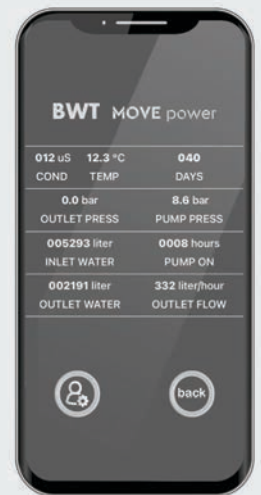 BWT MOVE power
012 uS 12.3 °C 040
COND TEMP DAYS
0.0 bar 8.6 bar
OUTLET PRESS PUMP PRESS
005293 liter 0008 hours
INLET WATER PUMP ON
002191 liter 332 liter/hour
OUTLET WATER OUTLET FLOW
back